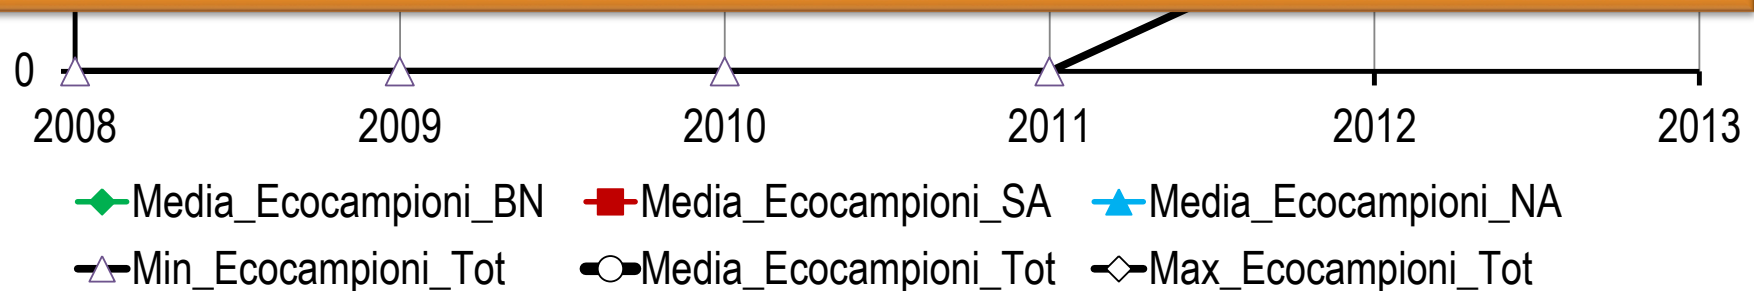 0
2008 2009 2010 2011 2012 2013
Media_Ecocampioni_BN Media_Ecocampioni_SA Media_Ecocampioni_NA
Min_Ecocampioni_Tot Media_Ecocampioni_Tot Max_Ecocampioni_Tot